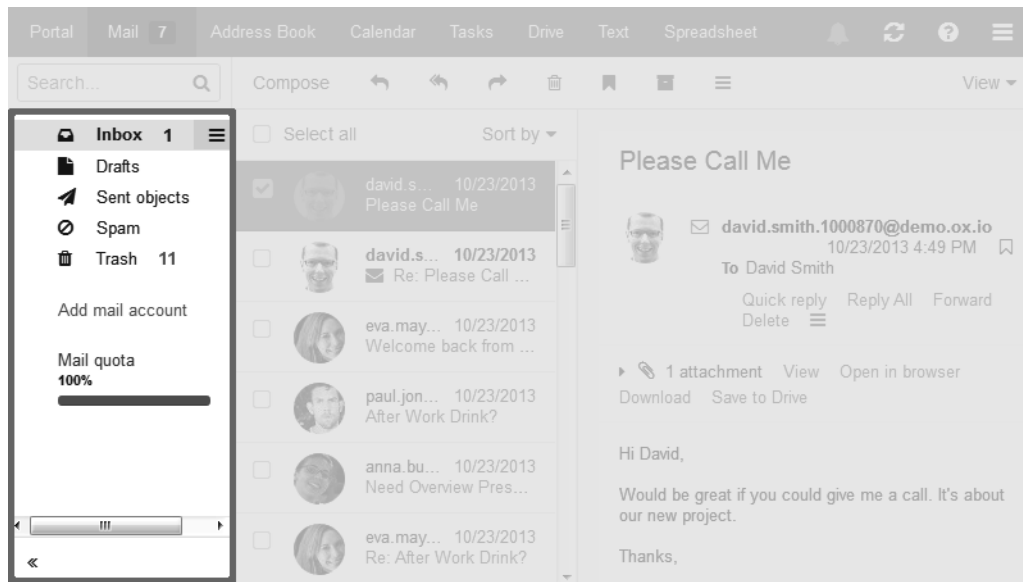 Portal Mail 7 Address Book Calendar Tasks Drive Text Spreadsheet
Search... Compose View
Inbox 1
Drafts
Sent objects
Spam
Trash 11
Add mail account
Mail quota
100%
Select all Sort by
david.s... 10/23/2013
Please Call Me
david.s... 10/23/2013
Re: Please Call ...
eva.may... 10/23/2013
Welcome back from ...
paul.jon... 10/23/2013
After Work Drink?
anna.bu... 10/23/2013
Need Overview Pres...
eva.may... 10/23/2013
Re: After Work Drink?
Please Call Me
david.smith.1000870@demo.ox.io
10/23/2013 4:49 PM
To David Smith
Quick reply Reply All Forward
Delete
1 attachment View Open in browser
Download Save to Drive
Hi David,
Would be great if you could give me a call. It's about
our new project.
Thanks,